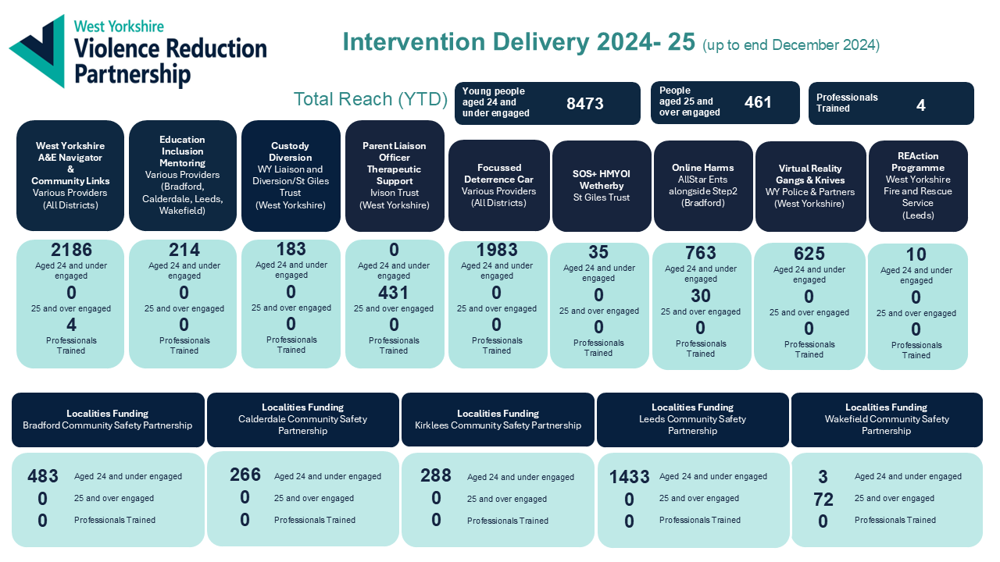 West Yorkshire
Violence Reduction
Partnership
Intervention Delivery 2024- 25 (up to end December 2024)
Total Reach (YTD)
Young people
aged 24 and
under engaged
8473
People
aged 25 and
over engaged
461
Professionals
Trained
4
West Yorkshire
A&E Navigator
&
Community Links
Various Providers
(All Districts)
Education
Inclusion
Mentoring
Various Providers
(Bradford,
Calderdale, Leeds,
Wakefield)
Custody
Diversion
WY Liaison and
Diversion/St Giles
Trust
(West Yorkshire)
Parent Liaison
Officer
Therapeutic
Support
Ivison Trust
(West Yorkshire)
Focussed
Deterrence Car
Various Providers
(All Districts)
SOS+ HMYOI
Wetherby
St Giles Trust
Online Harms
AllStar Ents
alongside Step2
(Bradford)
Virtual Reality
Gangs & Knives
WY Police & Partners
(West Yorkshire)
REAction
Programme
West Yorkshire
Fire and Rescue
Service
(Leeds)
2186
Aged 24 and under
engaged
0
25 and over engaged
4
Professionals
Trained
214
Aged 24 and under
engaged
0
25 and over engaged
0
Professionals
Trained
183
Aged 24 and under
engaged
0
25 and over engaged
0
Professionals
Trained
0
Aged 24 and under
engaged
431
25 and over engaged
0
Professionals
Trained
1983
Aged 24 and under
engaged
0
25 and over engaged
0
Professionals
Trained
35
Aged 24 and under
engaged
0
25 and over engaged
0
Professionals
Trained
763
Aged 24 and under
engaged
30
25 and over engaged
0
Professionals
Trained
625
Aged 24 and under
engaged
0
25 and over engaged
0
Professionals
Trained
10
Aged 24 and under
engaged
0
25 and over engaged
0
Professionals
Trained
Localities Funding
Bradford Community Safety Partnership
Localities Funding
Calderdale Community Safety
Partnership
Localities Funding
Kirklees Community Safety Partnership
Localities Funding
Leeds Community Safety
Partnership
Localities Funding
Wakefield Community Safety
Partnership
483 Aged 24 and under engaged
0 25 and over engaged
0 Professionals Trained
266 Aged 24 and under engaged
0 25 and over engaged
0 Professionals Trained
288 Aged 24 and under engaged
0 25 and over engaged
0 Professionals Trained
1433 Aged 24 and under engaged
0 25 and over engaged
0 Professionals Trained
3 Aged 24 and under engaged
72 25 and over engaged
0 Professionals Trained